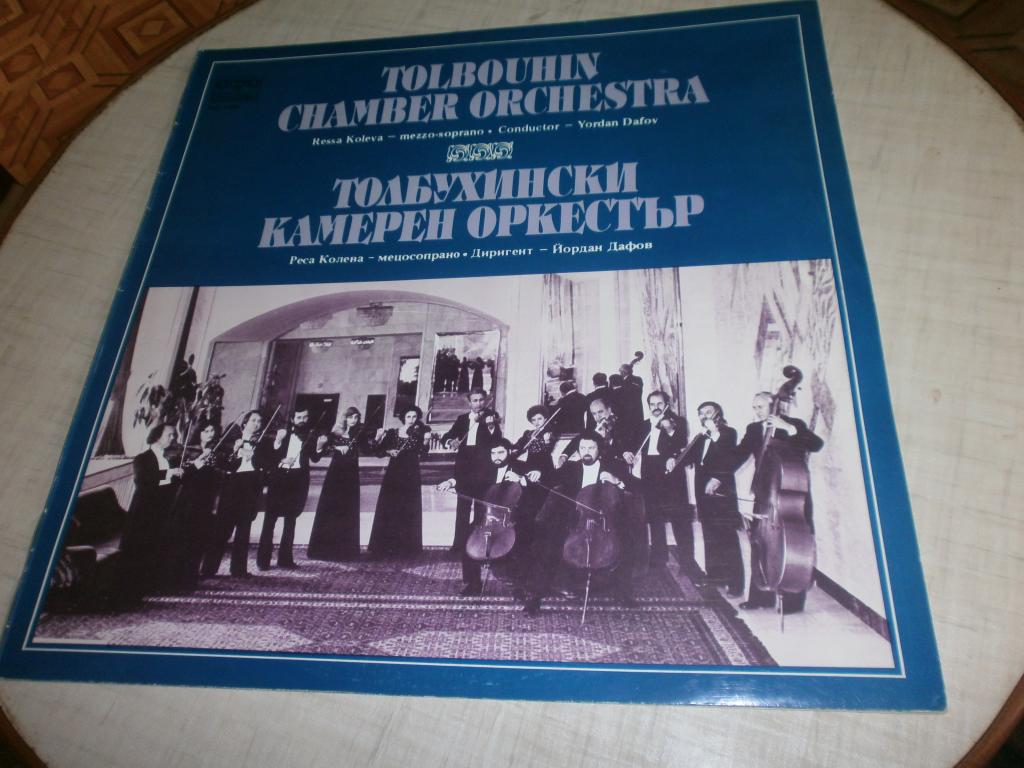 TOLBOUHIN
CHAMBER ORCHESTRA
Ressa Koleva – mezzo-soprano • Conductor – Yordan Dafov
ТОЛБУХИНСКИ
КАМЕРЕН ОРКЕСТЪР
Реса Колева – мецосопрано • Диригент – Йордан Дафов